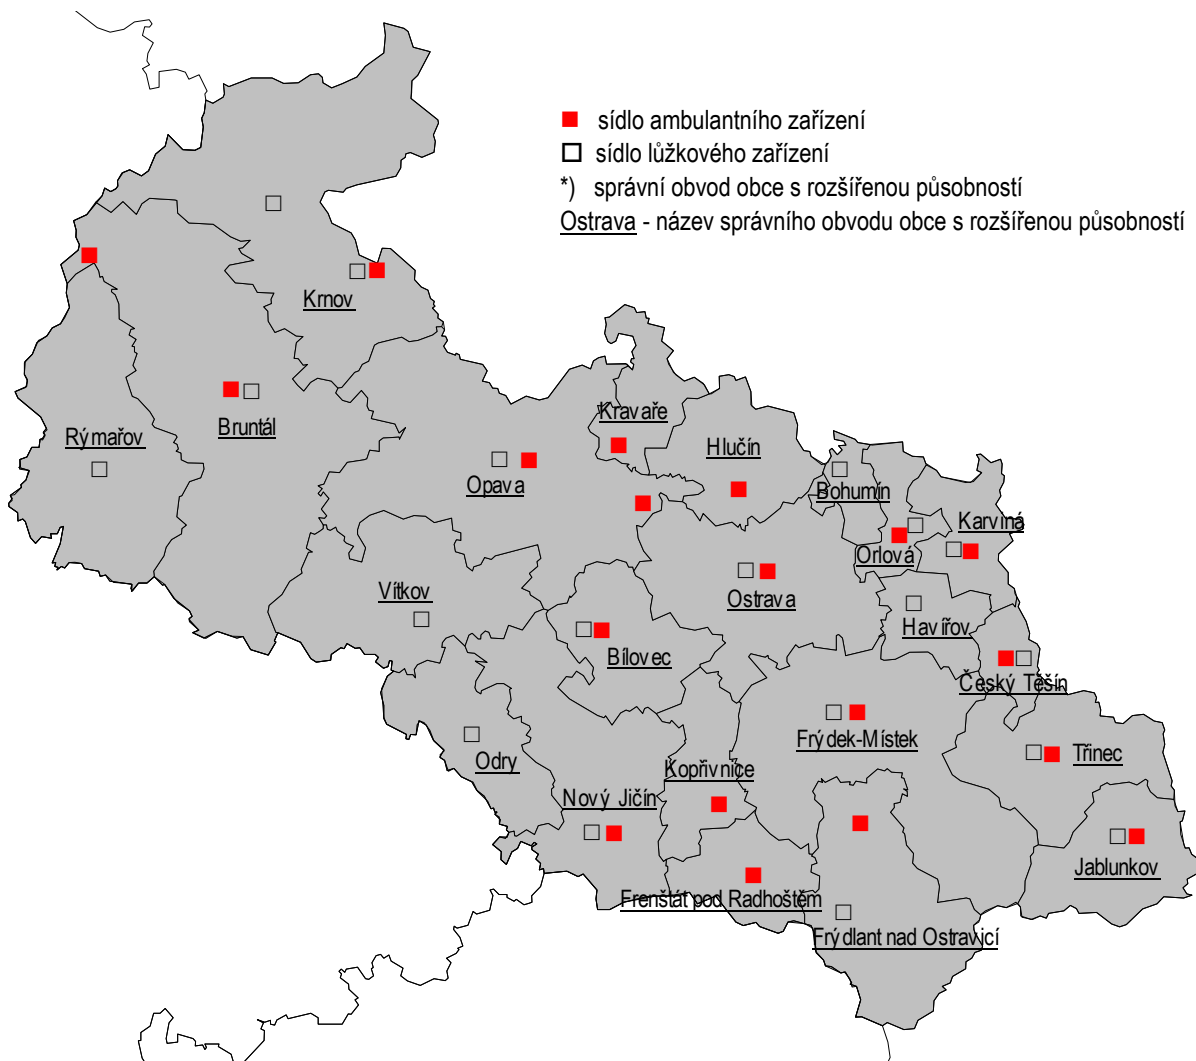 sídlo ambulantního zařízení
sídlo lůžkového zařízení
*) správní obvod obce s rozšířenou působností
Ostrava - název správního obvodu obce s rozšířenou působností
Krnov
Bruntál
Rýmařov
Kravaře
Hlučín
Opava
Bohumín
Karviná
Orlová
Vítkov
Ostrava
Havířov
Bílovec
Český Těšín
Frýdek-Místek
Odry
Třinec
Kopřivnice
Nový Jičín
Jablunkov
Frenštát pod Radhoštěm
Frýdlant nad Ostravicí